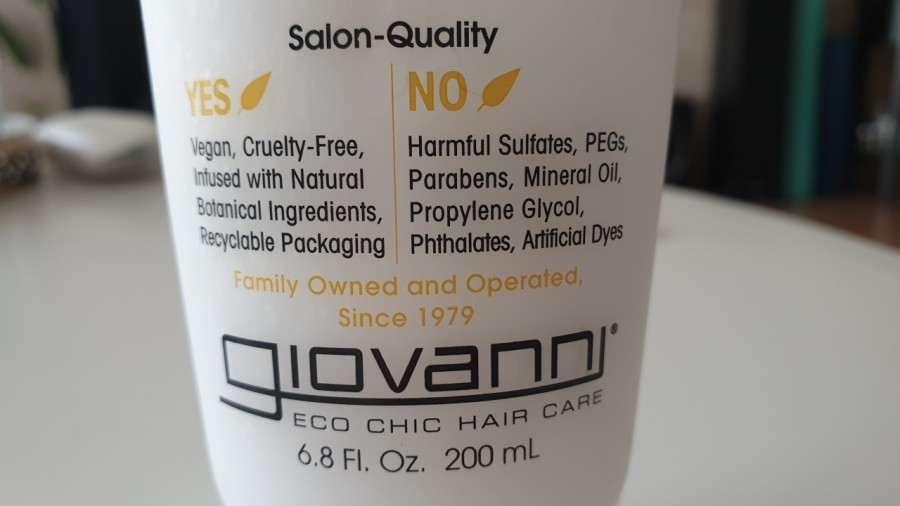 Salon-Quality
YES
Vegan, Cruelty-Free,
Infused with Natural
Botanical Ingredients,
Recyclable Packaging
NO
Harmful Sulfates, PEGs,
Parabens, Mineral Oil,
Propylene Glycol,
Phthalates, Artificial Dyes
Family Owned and Operated,
Since 1979
giovanni®
ECO CHIC HAIR CARE
6.8 Fl. Oz. 200 mL